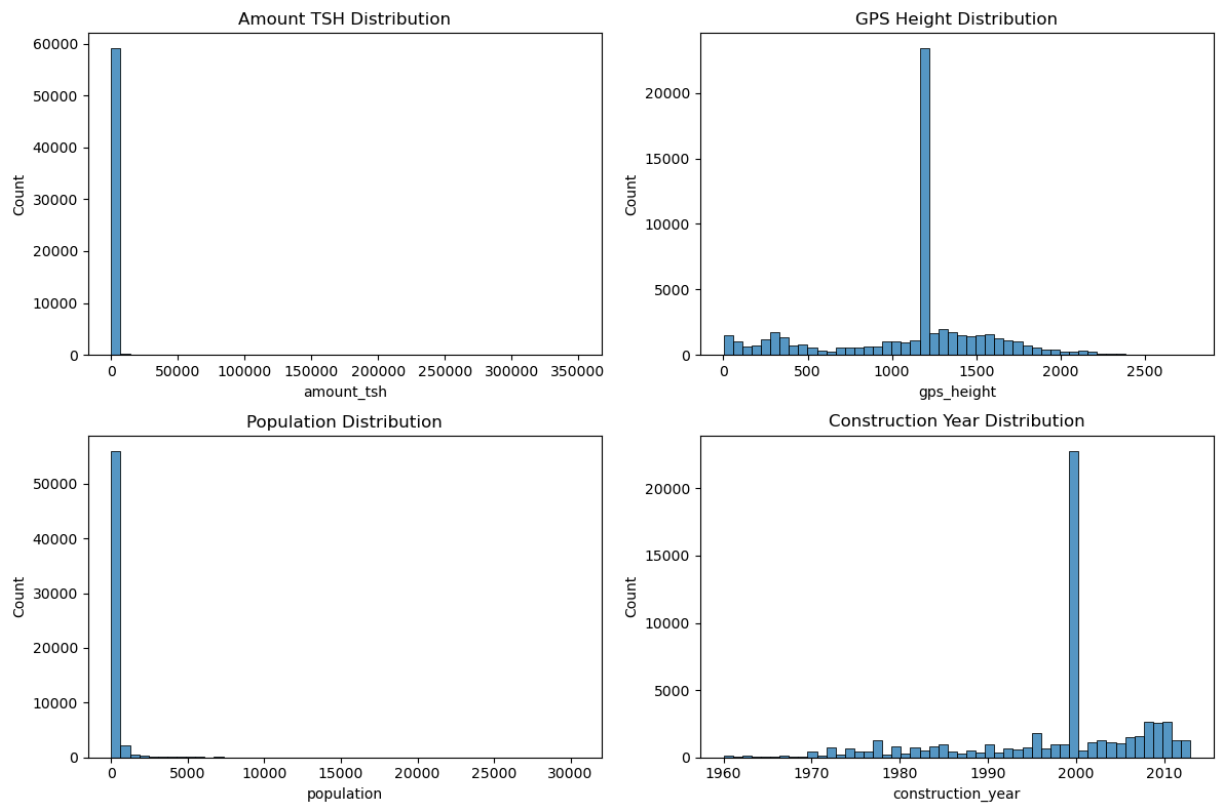 Amount TSH Distribution
60000
50000
40000
30000
20000
10000
0
Count
0 50000 100000 150000 200000 250000 300000 350000
amount_tsh
GPS Height Distribution
20000
15000
10000
5000
0
Count
0 500 1000 1500 2000 2500
gps_height
Population Distribution
50000
40000
30000
20000
10000
0
Count
0 5000 10000 15000 20000 25000 30000
population
Construction Year Distribution
20000
15000
10000
5000
0
Count
1960 1970 1980 1990 2000 2010
construction_year